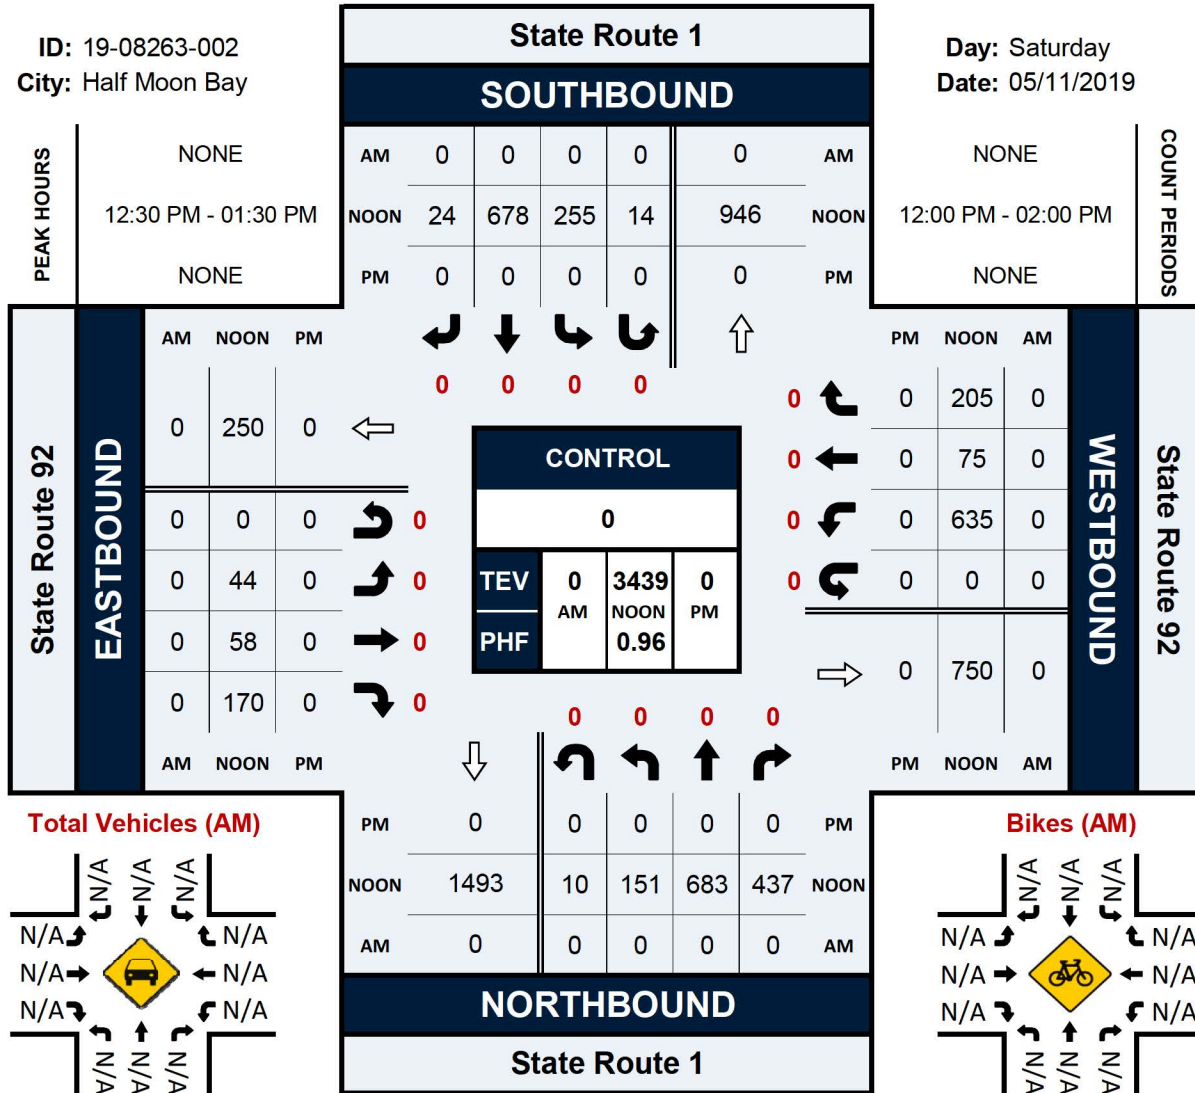 State Route 1
ID: 19-08263-002
Day: Saturday
City: Half Moon Bay
Date: 05/11/2019
SOUTHBOUND
PEAK HOURS
NONE
AM 0 0 0 0 0 AM
NONE
COUNT PERIODS
12:30 PM - 01:30 PM
NOON 24 678 255 14 946 NOON
12:00 PM - 02:00 PM
NONE
PM 0 0 0 0 0 PM
NONE
State Route 92
EASTBOUND
AM NOON PM
PM NOON AM
0 0 0 0
0 250 0
0 0 205 0
CONTROL
0 0 75 0
0
0 0 0 0
0 0 635 0
0 44 0 0
TEV 0 3439 0
0 0 0 0
AM NOON PM
0 58 0 0
PHF 0.96
0 170 0 0
0 750 0
0 0 0 0
AM NOON PM
PM NOON AM
WESTBOUND
State Route 92
PM 0 0 0 0 0 PM
NOON 1493 10 151 683 437 NOON
AM 0 0 0 0 0 AM
NORTHBOUND
State Route 1
Total Vehicles (AM)
N/A N/A N/A
N/A N/A
N/A N/A
N/A N/A
N/A N/A N/A
Bikes (AM)
N/A N/A N/A
N/A N/A
N/A N/A
N/A N/A
N/A N/A N/A